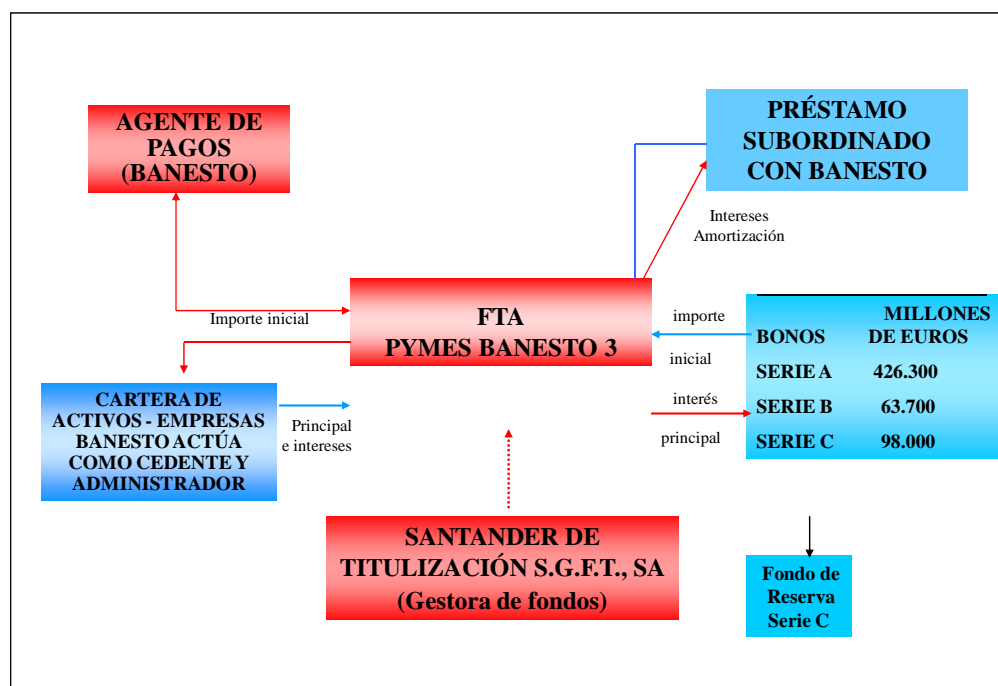 AGENTE DE
PAGOS
(BANESTO)
PRÉSTAMO
SUBORDINADO
CON BANESTO
Intereses
Amortización
Importe inicial
FTA
PYMES BANESTO 3
importe
inicial
interés
principal
MILLONES
BONOS DE EUROS
SERIE A 426.300
SERIE B 63.700
SERIE C 98.000
CARTERA DE
ACTIVOS - EMPRESAS
BANESTO ACTÚA
COMO CEDENTE Y
ADMINISTRADOR
Principal
e intereses
SANTANDER DE
TITULIZACIÓN S.G.F.T., SA
(Gestora de fondos)
Fondo de
Reserva
Serie C